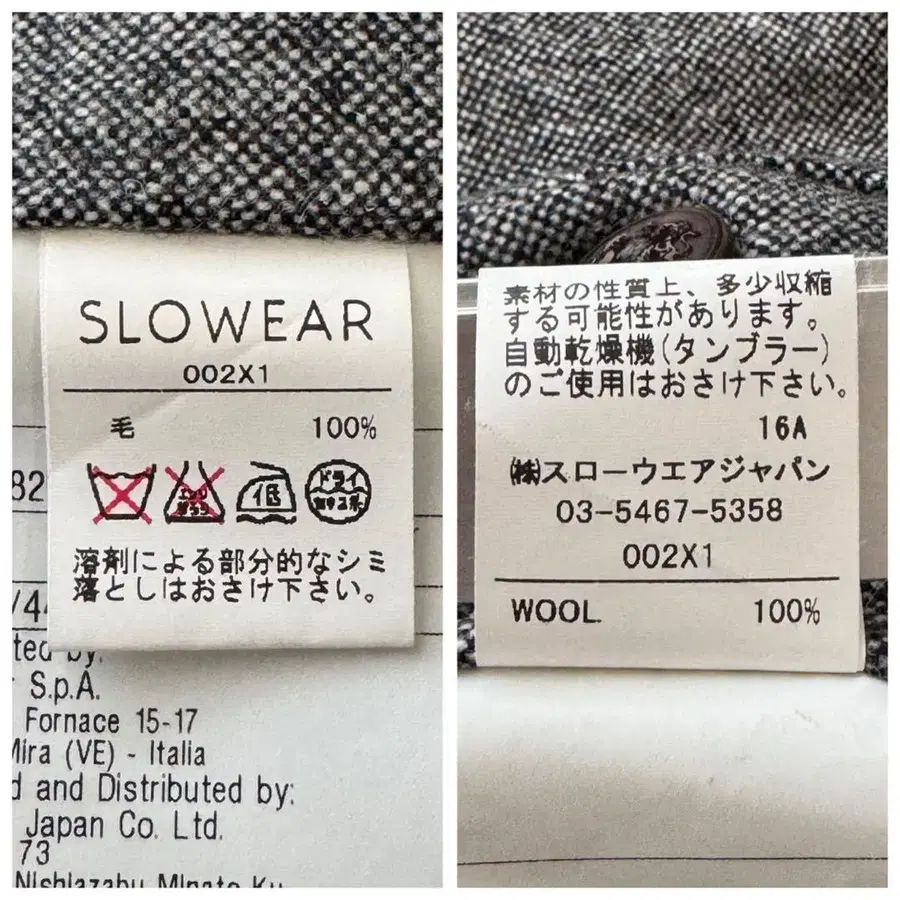 SLOWEAR
002X1
毛 100%
低
ドライ
溶剤による部分的なシミ
落としはおさけ下さい。
82
/44
S.p.A.
Fornace 15-17
Mira (VE) - Italia
d and Distributed by:
Japan Co. Ltd.
73
Nishiazabu Minato Ku
素材の性質上、多少収縮
する可能性があります。
自動乾燥機(タンブラー)
のご使用はおさけ下さい。
16A
㈱スローウエアジャパン
03-5467-5358
002X1
WOOL 100%